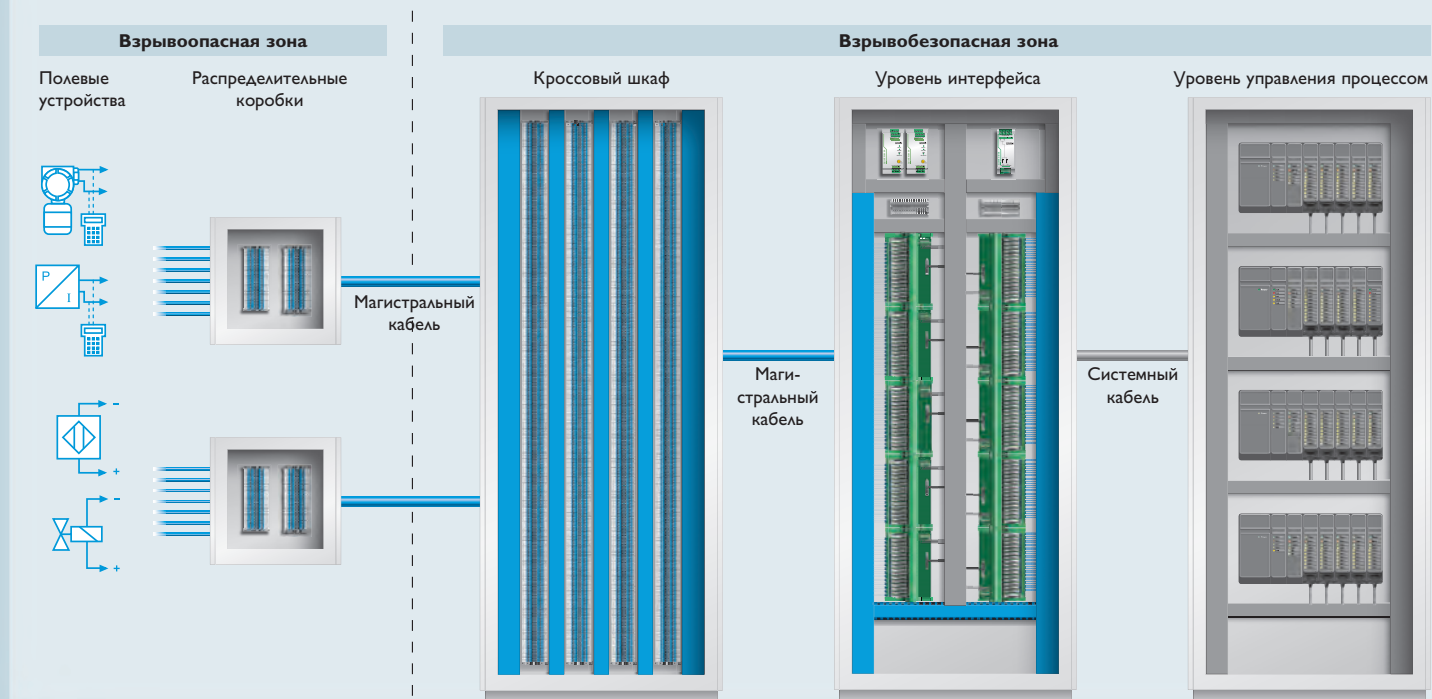 Взрывоопасная зона
Взрывобезопасная зона
Полевые
устройства
Распределительные
коробки
Кроссовый шкаф
Уровень интерфейса
Уровень управления процессом
P
I
Магистральный
кабель
Маги-
стральный
кабель
Системный
кабель
–
+
–
+